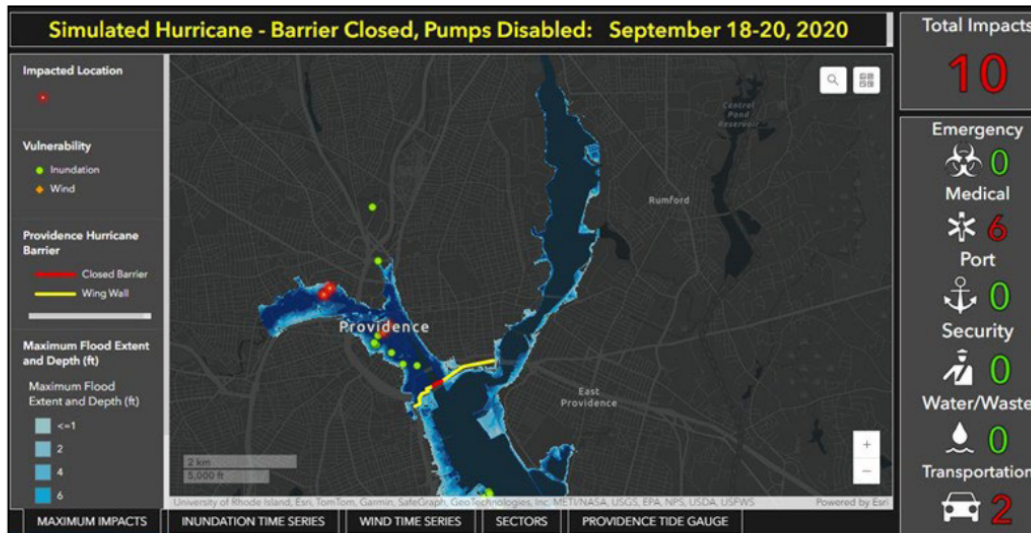 Simulated Hurricane - Barrier Closed, Pumps Disabled: September 18-20, 2020
Total Impacts
10
Impacted Location
Vulnerability
Inundation
Wind
Providence Hurricane
Barrier
Closed Barrier
Wing Wall
Maximum Flood Extent
and Depth (ft)
Maximum Flood
Extent and Depth (ft)
<=1
2
4
6
Central
Pond
Reservoir
Rumford
Providence
East
Providence
2 km
5,000 ft
+
−
University of Rhode Island, Esri, TomTom, Garmin, SafeGraph, GeoTechnologies, Inc, METI/NASA, USGS, EPA, NPS, USDA, USFWS
Powered by Esri
Emergency
0
Medical
6
Port
0
Security
0
Water/Waste
0
Transportation
2
MAXIMUM IMPACTS
INUNDATION TIME SERIES
WIND TIME SERIES
SECTORS
PROVIDENCE TIDE GAUGE